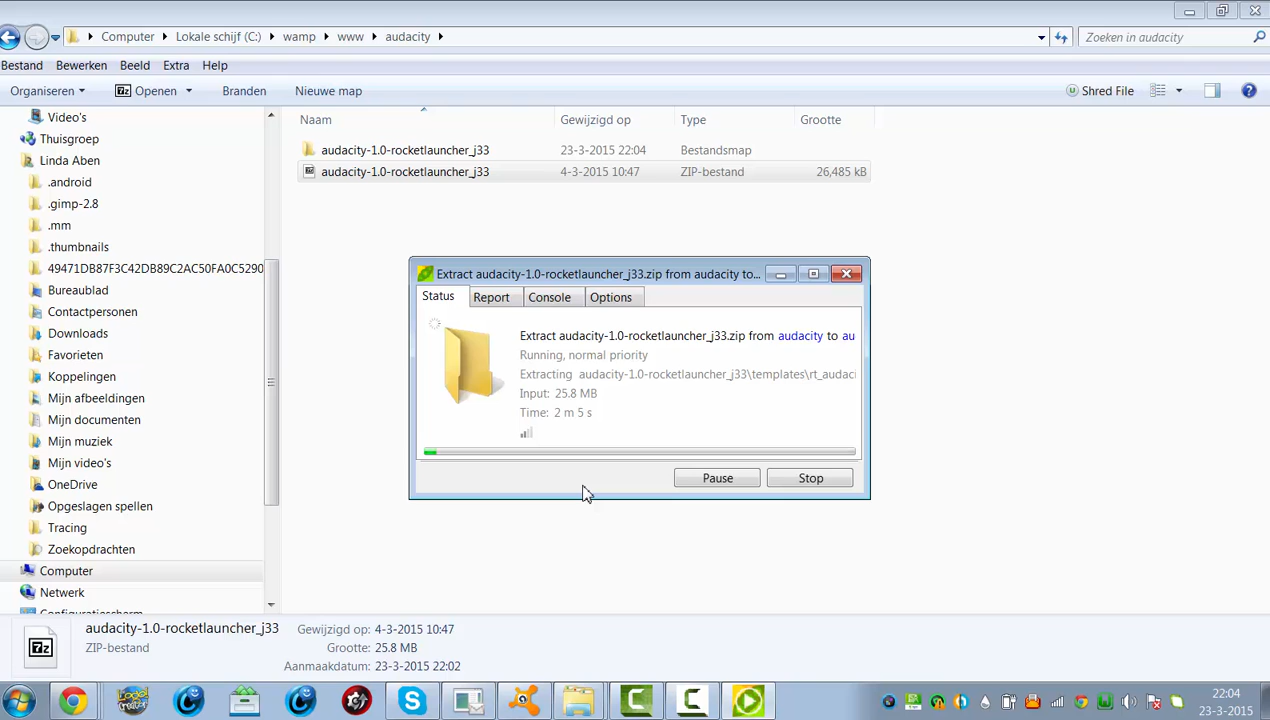 Computer
Lokale schijf (C:)
wamp
www
audacity
Zoeken in audacity
Bestand Bewerken Beeld Extra Help
Organiseren
7z Openen
Branden
Nieuwe map
Shred File
Naam Gewijzigd op Type Grootte
audacity-1.0-rocketlauncher_j33 23-3-2015 22:04 Bestandsmap
audacity-1.0-rocketlauncher_j33 4-3-2015 10:47 ZIP-bestand 26,485 kB
Video's
Thuisgroep
Linda Aben
.android
.gimp-2.8
.mm
.thumbnails
49471DB87F3C42DB89C2AC50FA0C5290
Bureaublad
Contactpersonen
Downloads
Favorieten
Koppelingen
Mijn afbeeldingen
Mijn documenten
Mijn muziek
Mijn video's
OneDrive
Opgeslagen spellen
Tracing
Zoekopdrachten
Computer
Netwerk
Configuratiescherm
Extract audacity-1.0-rocketlauncher_j33.zip from audacity to...
Status Report Console Options
Extract audacity-1.0-rocketlauncher_j33.zip from audacity to au
Running, normal priority
Extracting audacity-1.0-rocketlauncher_j33\templates\rt_audaci
Input: 25.8 MB
Time: 2 m 5 s
Pause Stop
7z
audacity-1.0-rocketlauncher_j33
ZIP-bestand
Gewijzigd op: 4-3-2015 10:47
Grootte: 25.8 MB
Aanmaakdatum: 23-3-2015 22:02
22:04
23-3-2015